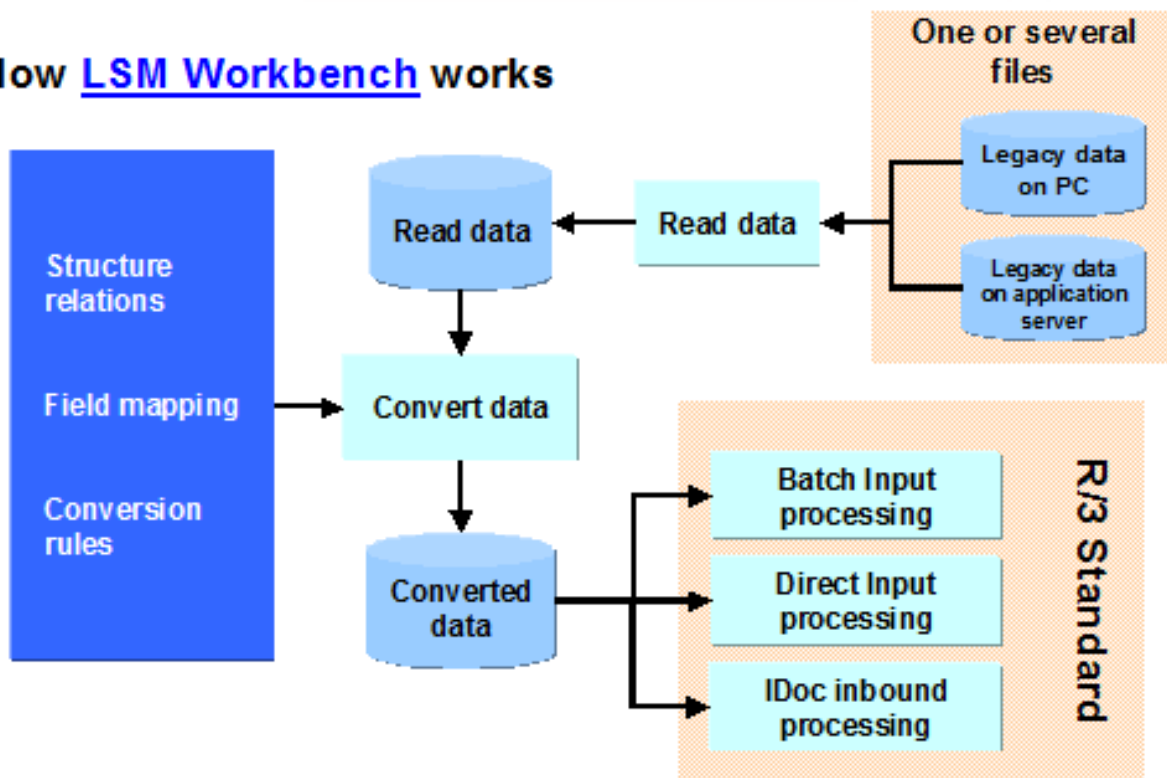 low LSM Workbench works
One or several
files
Legacy data
on PC
Legacy data
on application
server
Read data
Read data
Structure
relations
Field mapping
Conversion
rules
Convert data
Converted
data
Batch Input
processing
Direct Input
processing
IDoc inbound
processing
R/3 Standard